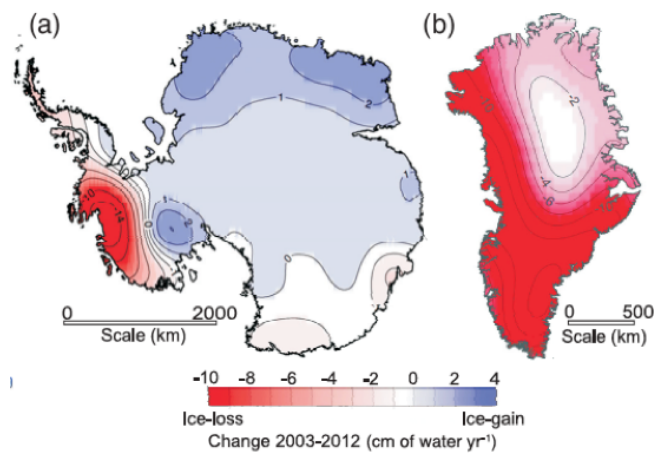 (a)
(b)
1
2
1
-10
-14
0
2
0
-10
-2
-4
-6
-10
0 2000
Scale (km)
0 500
Scale (km)
-10 -8 -6 -4 -2 0 2 4
Ice-loss Ice-gain
Change 2003-2012 (cm of water yr⁻¹)